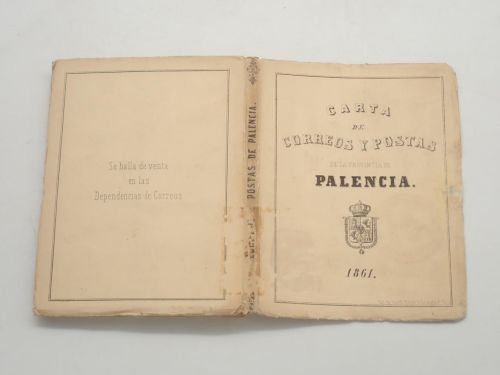 Se halla de venta
en las
Dependencias de Correos
POSTAS DE PALENCIA.
CARTA
DE
CORREOS Y POSTAS
DE LA PROVINCIA DE
PALENCIA.
1861.